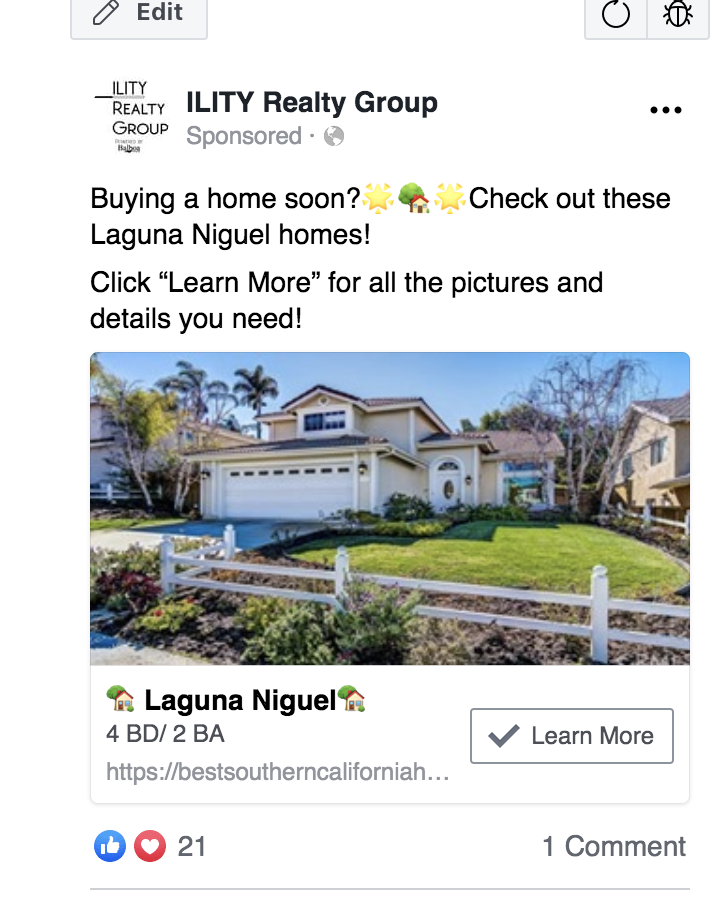 Edit
ILITY
REALTY
GROUP
POWERED BY
Balboa
ILITY Realty Group
Sponsored ·
Buying a home soon?🌟🏡🌟Check out these
Laguna Niguel homes!
Click “Learn More” for all the pictures and
details you need!
🏡 Laguna Niguel🏡
4 BD/ 2 BA
Learn More
https://bestsoutherncaliforniah...
21
1 Comment